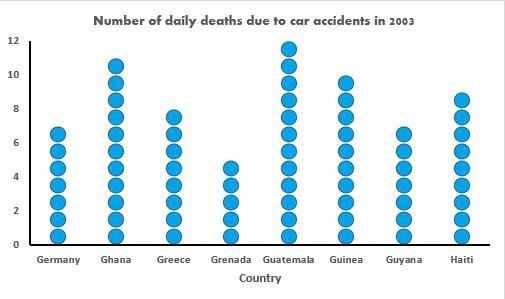 Number of daily deaths due to car accidents in 2003
12
10
8
6
4
2
0
Germany Ghana Greece Grenada Guatemala Guinea Guyana Haiti
Country